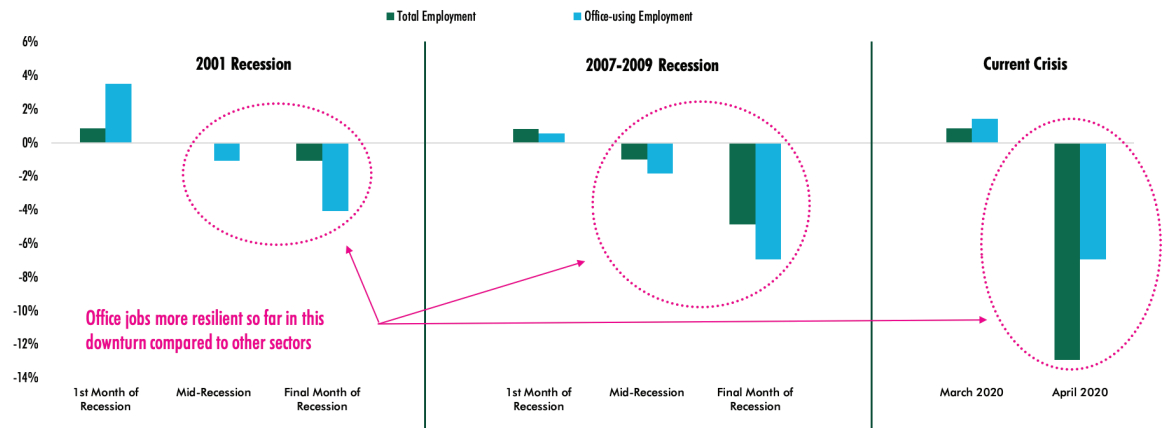 Total Employment
Office-using Employment
6%
4%
2%
0%
-2%
-4%
-6%
-8%
-10%
-12%
-14%
2001 Recession
2007-2009 Recession
Current Crisis
Office jobs more resilient so far in this
downturn compared to other sectors
1st Month of
Recession
Mid-Recession
Final Month of
Recession
1st Month of
Recession
Mid-Recession
Final Month of
Recession
March 2020
April 2020